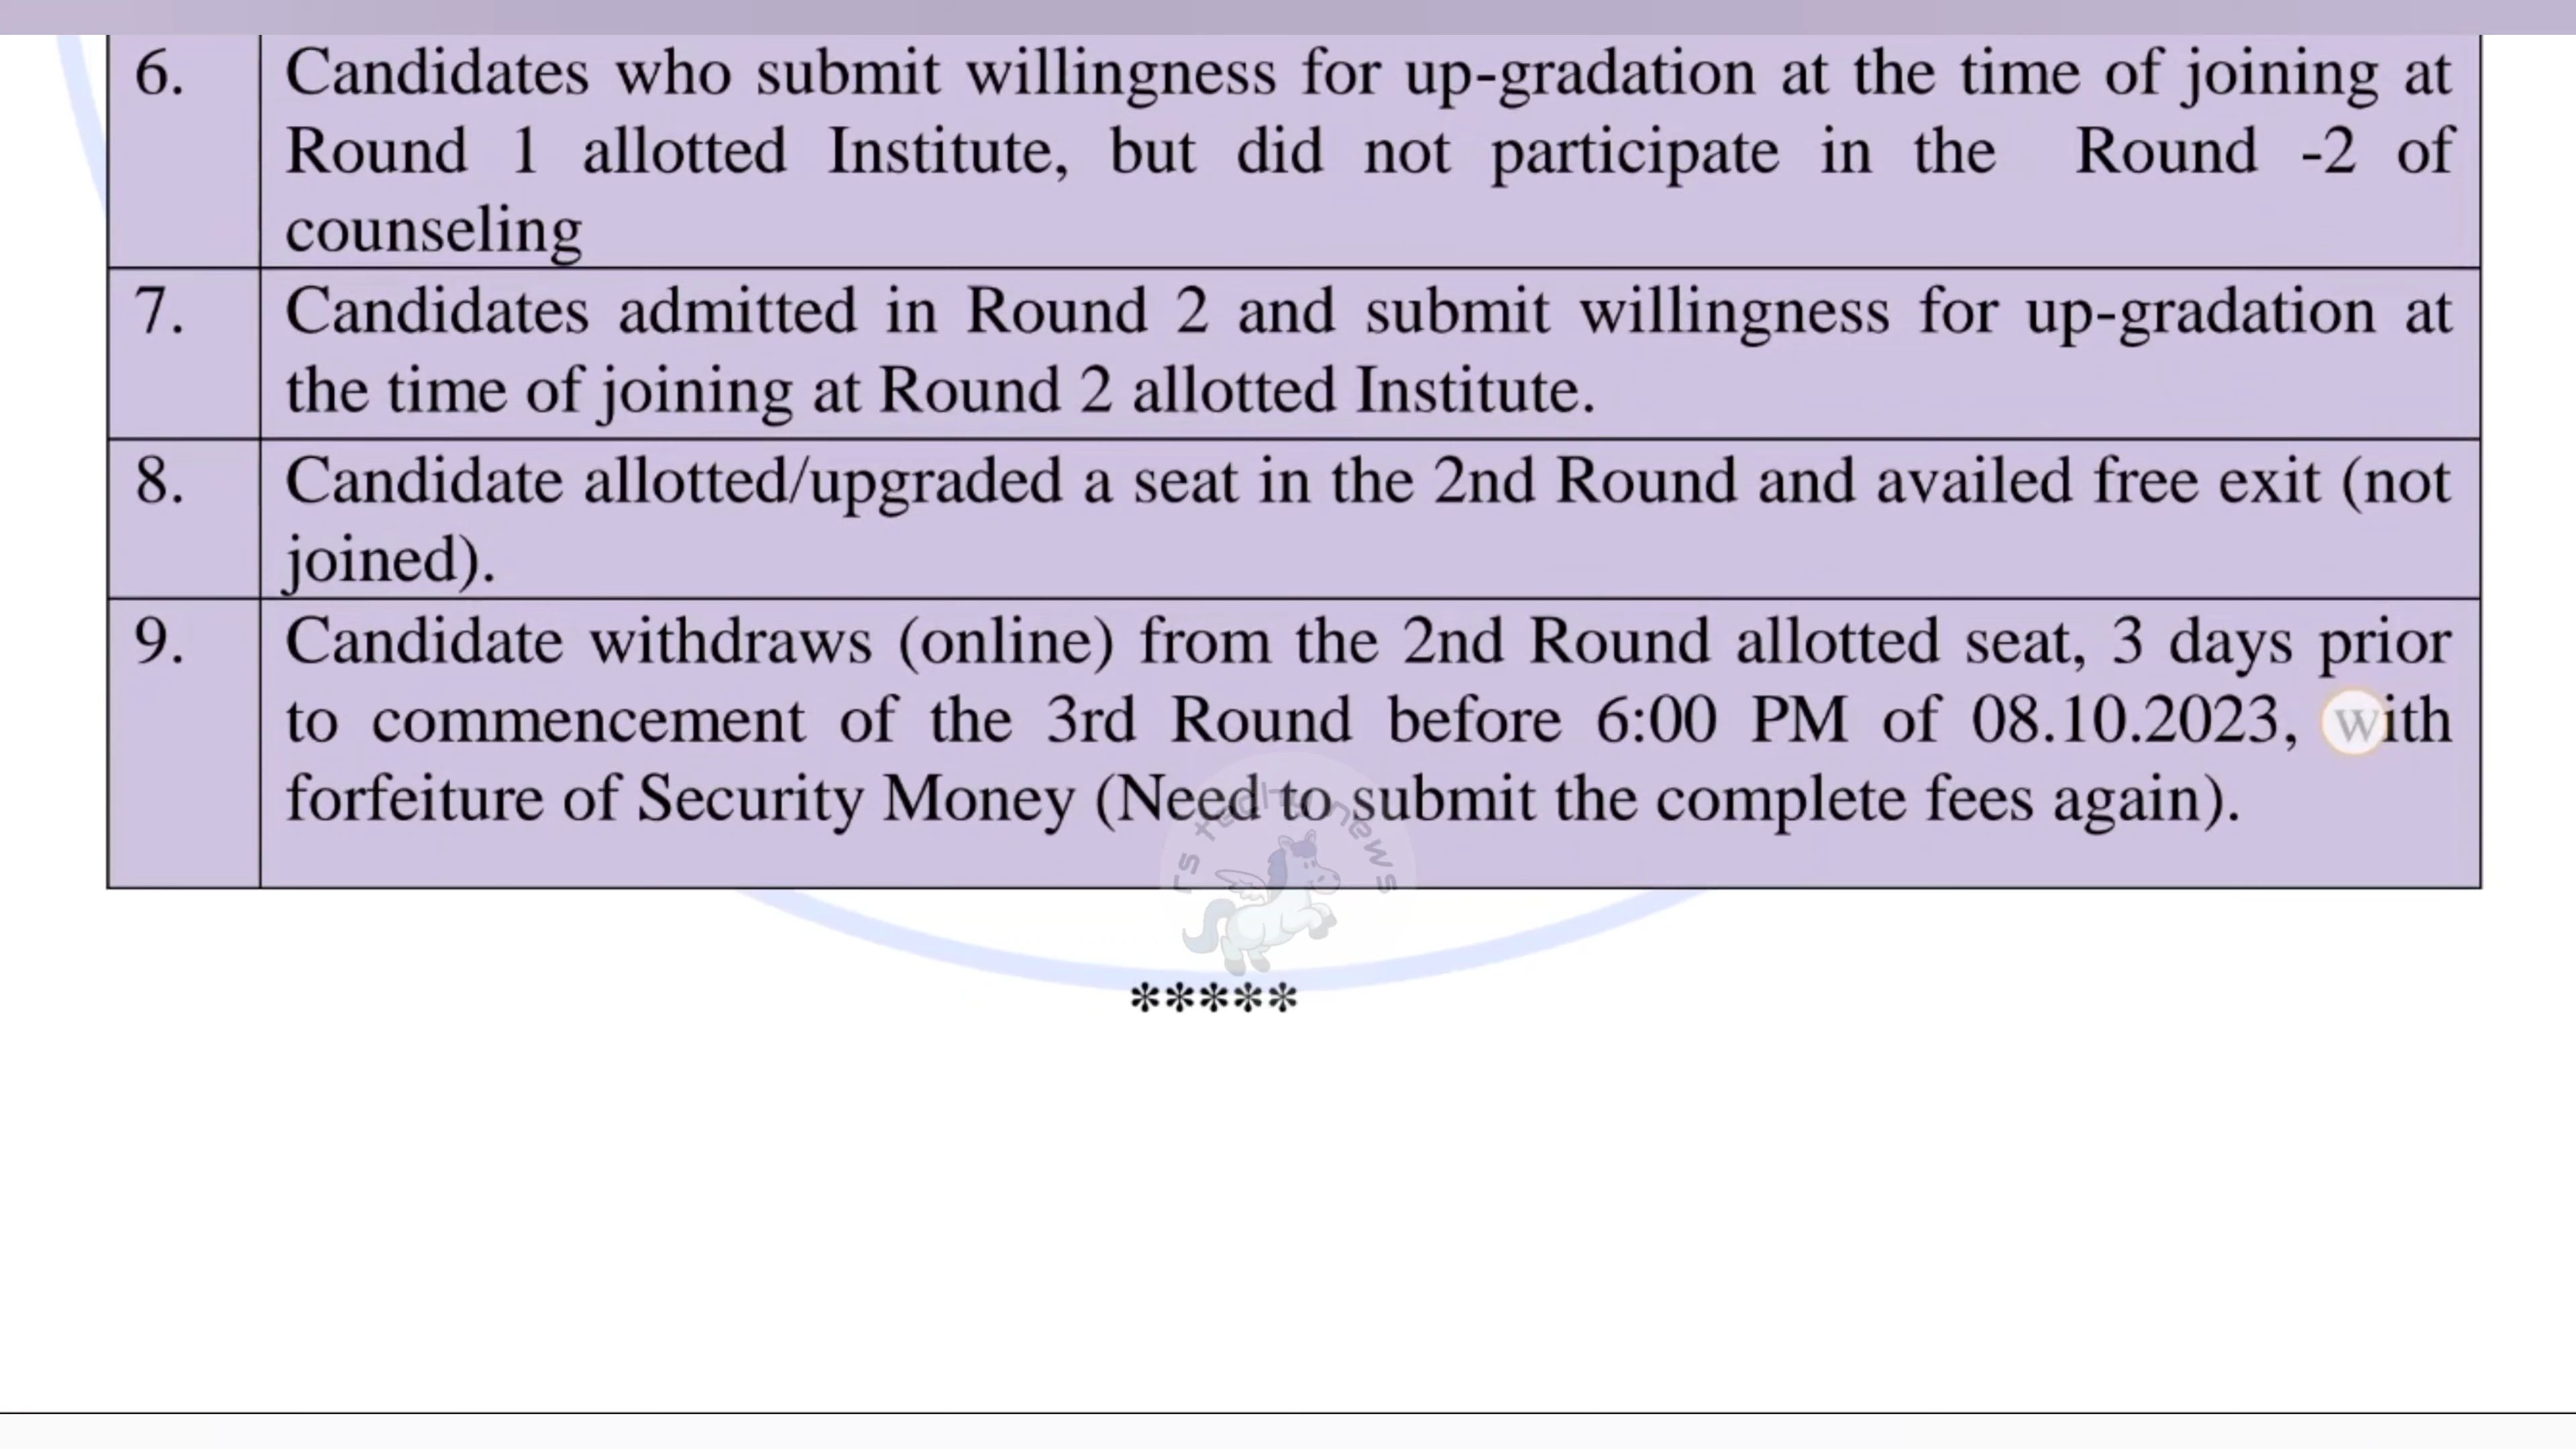 6. Candidates who submit willingness for up-gradation at the time of joining at
Round 1 allotted Institute, but did not participate in the Round -2 of
counseling
7. Candidates admitted in Round 2 and submit willingness for up-gradation at
the time of joining at Round 2 allotted Institute.
8. Candidate allotted/upgraded a seat in the 2nd Round and availed free exit (not
joined).
9. Candidate withdraws (online) from the 2nd Round allotted seat, 3 days prior
to commencement of the 3rd Round before 6:00 PM of 08.10.2023, with
forfeiture of Security Money (Need to submit the complete fees again).
news
*****